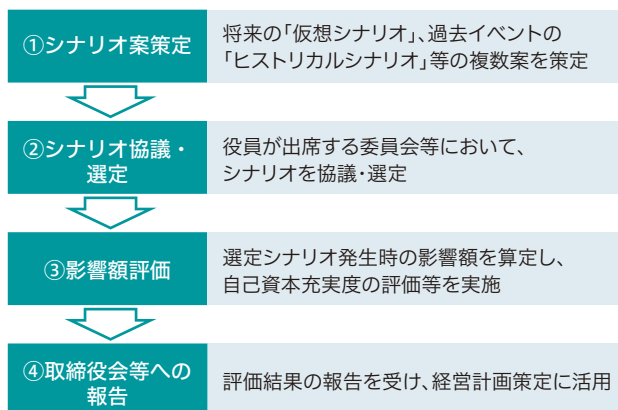 ①シナリオ案策定
将来の「仮想シナリオ」、過去イベントの
「ヒストリカルシナリオ」等の複数案を策定
②シナリオ協議・
選定
役員が出席する委員会等において、
シナリオを協議・選定
③影響額評価
選定シナリオ発生時の影響額を算定し、
自己資本充実度の評価等を実施
④取締役会等への
報告
評価結果の報告を受け、経営計画策定に活用